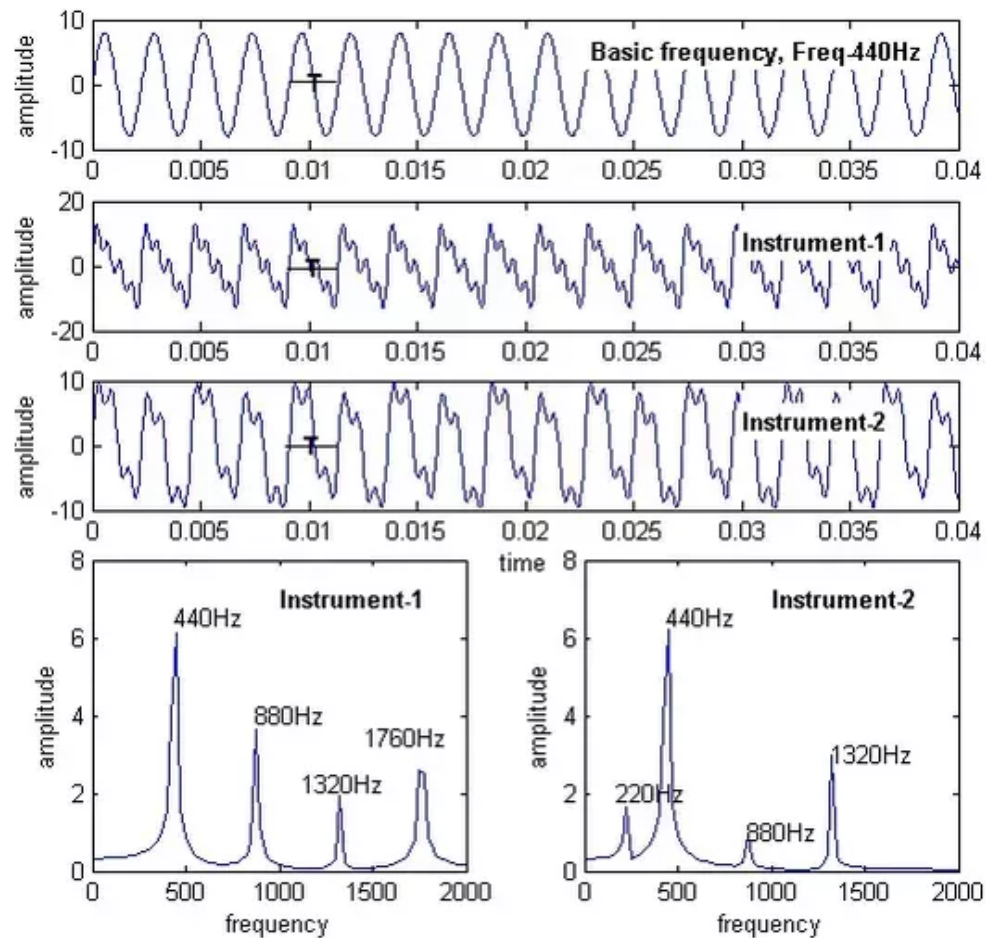 10
0
-10
amplitude
Basic frequency, Freq-440Hz
T
0 0.005 0.01 0.015 0.02 0.025 0.03 0.035 0.04
20
0
-20
amplitude
Instrument-1
T
0 0.005 0.01 0.015 0.02 0.025 0.03 0.035 0.04
10
0
-10
amplitude
Instrument-2
T
0 0.005 0.01 0.015 0.02 0.025 0.03 0.035 0.04
time
8
6
4
2
0
amplitude
Instrument-1
440Hz
880Hz
1760Hz
1320Hz
0 500 1000 1500 2000
frequency
8
6
4
2
0
amplitude
Instrument-2
440Hz
1320Hz
220Hz
880Hz
0 500 1000 1500 2000
frequency